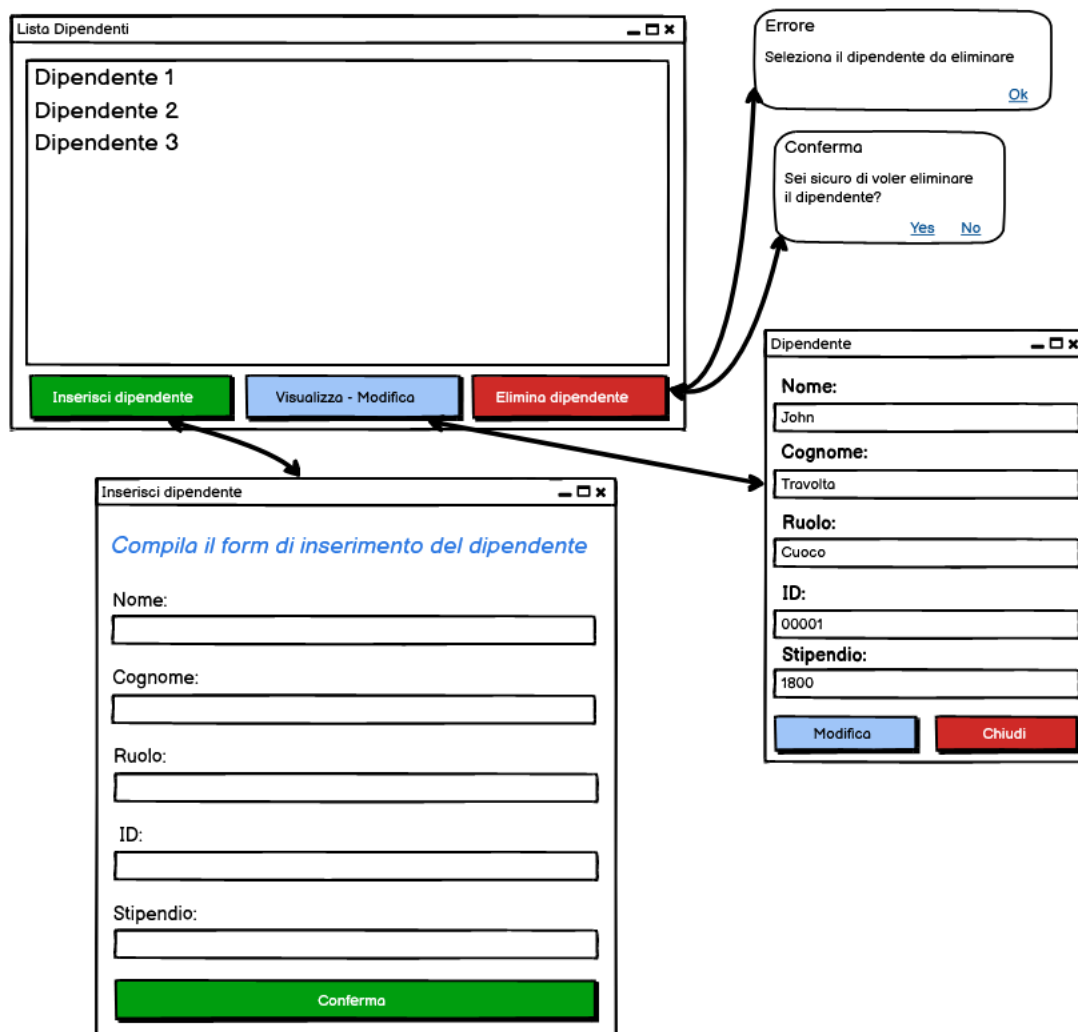 Lista Dipendenti
Dipendente 1
Dipendente 2
Dipendente 3
Inserisci dipendente
Visualizza - Modifica
Elimina dipendente
Errore
Seleziona il dipendente da eliminare
Ok
Conferma
Sei sicuro di voler eliminare
il dipendente?
Yes No
Dipendente
Nome:
John
Cognome:
Travolta
Ruolo:
Cuoco
ID:
00001
Stipendio:
1800
Modifica
Chiudi
Inserisci dipendente
Compila il form di inserimento del dipendente
Nome:
Cognome:
Ruolo:
ID:
Stipendio:
Conferma